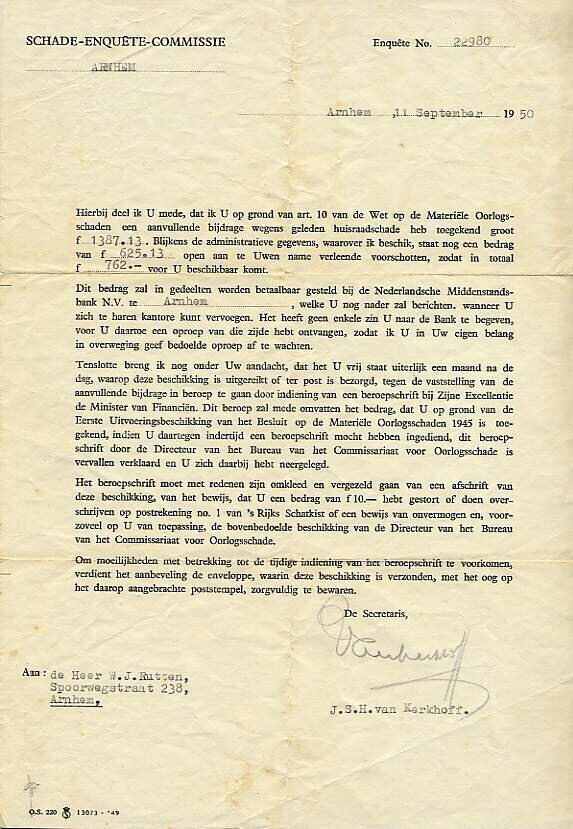 SCHADE-ENQUÊTE-COMMISSIE
Enquête No. 22980
ARNHEM
Arnhem , 11 September 1950
Hierbij deel ik U mede, dat ik U op grond van art. 10 van de Wet op de Materiële Oorlogs-
schaden een aanvullende bijdrage wegens geleden huisraadschade heb toegekend groot
f 1387.13. Blijkens de administratieve gegevens, waarover ik beschik, staat nog een bedrag
van f 625.13 open aan te Uwen name verleende voorschotten, zodat in totaal
f 762.- voor U beschikbaar komt.
Dit bedrag zal in gedeelten worden betaalbaar gesteld bij de Nederlandsche Middenstands-
bank N.V. te Arnhem , welke U nog nader zal berichten. wanneer U
zich te haren kantore kunt vervoegen. Het heeft geen enkele zin U naar de Bank te begeven,
voor U daartoe een oproep van die zijde hebt ontvangen, zodat ik U in Uw eigen belang
in overweging geef bedoelde oproep af te wachten.
Tenslotte breng ik nog onder Uw aandacht, dat het U vrij staat uiterlijk een maand na de
dag, waarop deze beschikking is uitgereikt of ter post is bezorgd, tegen de vaststelling van de
aanvullende bijdrage in beroep te gaan door indiening van een beroepschrift bij Zijne Excellentie
de Minister van Financiën. Dit beroep zal mede omvatten het bedrag, dat U op grond van de
Eerste Uitvoeringsbeschikking van het Besluit op de Materiële Oorlogsschaden 1945 is toe-
gekend, indien U daartegen indertijd een beroepschrift mocht hebben ingediend, dit beroep-
schrift door de Directeur van het Bureau van het Commissariaat voor Oorlogsschade is
vervallen verklaard en U zich daarbij hebt neergelegd.
Het beroepschrift moet met redenen zijn omkleed en vergezeld gaan van een afschrift van
deze beschikking, van het bewijs, dat U een bedrag van f 10.— hebt gestort of doen over-
schrijven op postrekening no. 1 van 's Rijks Schatkist of een bewijs van onvermogen en, voor-
zoveel op U van toepassing, de bovenbedoelde beschikking van de Directeur van het Bureau
van het Commissariaat voor Oorlogsschade.
Om moeilijkheden met betrekking tot de tijdige indiening van het beroepschrift te voorkomen,
verdient het aanbeveling de enveloppe, waarin deze beschikking is verzonden, met het oog op
het daarop aangebrachte poststempel, zorgvuldig te bewaren.
De Secretaris,
J.S.H.van Kerkhoff.
Aan: de Heer W.J.Rutten,
Spoorwegstraat 238,
Arnhem,
O.S. 220 13073 - '49